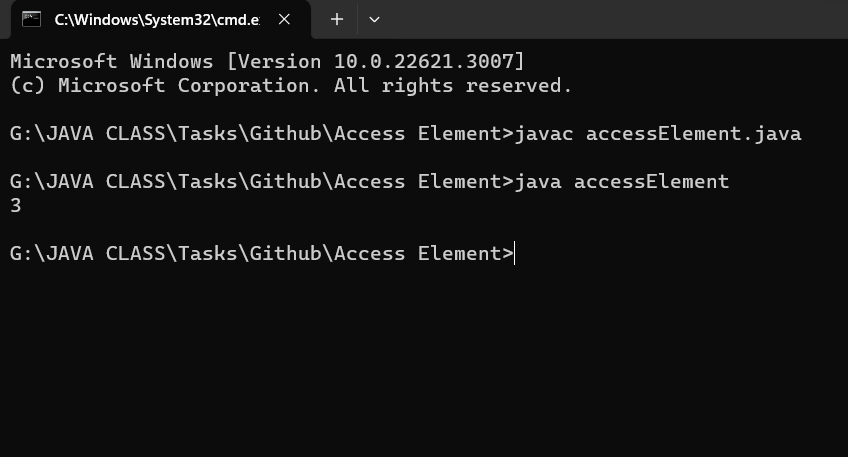 C:\Windows\System32\cmd.e
Microsoft Windows [Version 10.0.22621.3007]
(c) Microsoft Corporation. All rights reserved.
G:\JAVA CLASS\Tasks\Github\Access Element>javac accessElement.java
G:\JAVA CLASS\Tasks\Github\Access Element>java accessElement
3
G:\JAVA CLASS\Tasks\Github\Access Element>